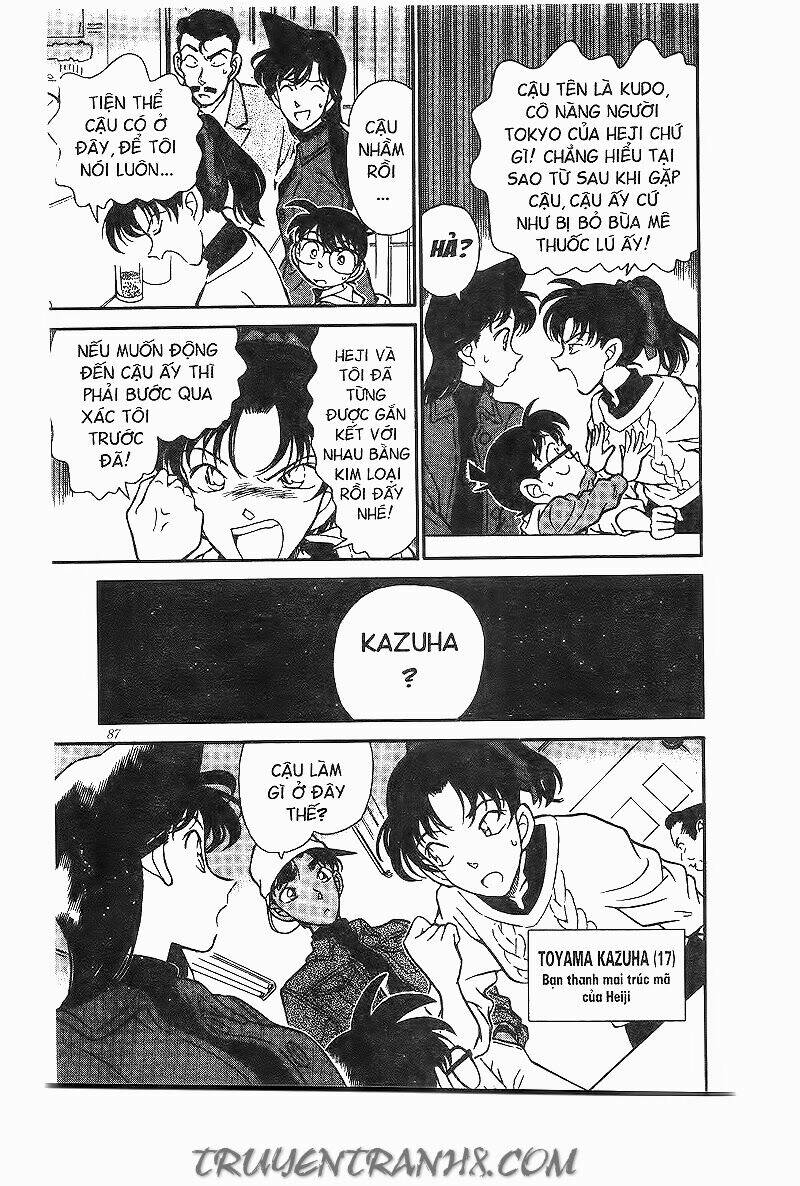 CẬU TÊN LÀ KUDO,
CÔ NÀNG NGƯỜI
TOKYO CỦA HEJI CHỨ
GÌ! CHẲNG HIỂU TẠI
SAO TỪ SAU KHI GẶP
CẬU, CẬU ẤY CỨ
NHƯ BỊ BỎ BÙA MÊ
THUỐC LÚ ẤY!
HẢ?
CẬU
NHẦM
RỒI
...
TIỆN THỂ
CẬU CÓ Ở
ĐÂY, ĐỂ TÔI
NÓI LUÔN...
HEJI VÀ
TÔI ĐÃ
TỪNG
ĐƯỢC GẮN
KẾT VỚI
NHAU BẰNG
KIM LOẠI
RỒI ĐẤY
NHÉ!
NẾU MUỐN ĐỘNG
ĐẾN CẬU ẤY THÌ
PHẢI BƯỚC QUA
XÁC TÔI
TRƯỚC
ĐÃ!
KAZUHA
?
87
CẬU LÀM
GÌ Ở ĐÂY
THẾ?
TOYAMA KAZUHA (17)
Bạn thanh mai trúc mã
của Heiji
TRUYENTRANH8.COM